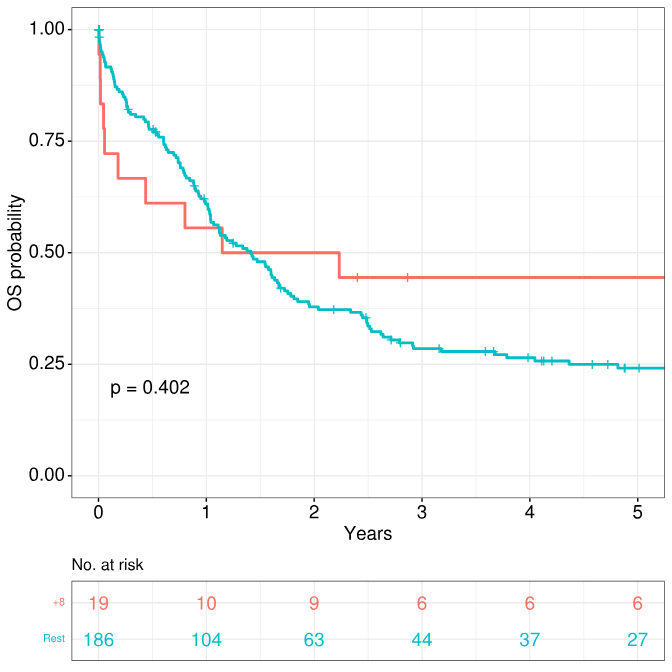 OS probability
1.00
0.75
0.50
0.25
0.00
p = 0.402
0 1 2 3 4 5
Years
No. at risk
+8 19 10 9 6 6 6
Rest 186 104 63 44 37 27